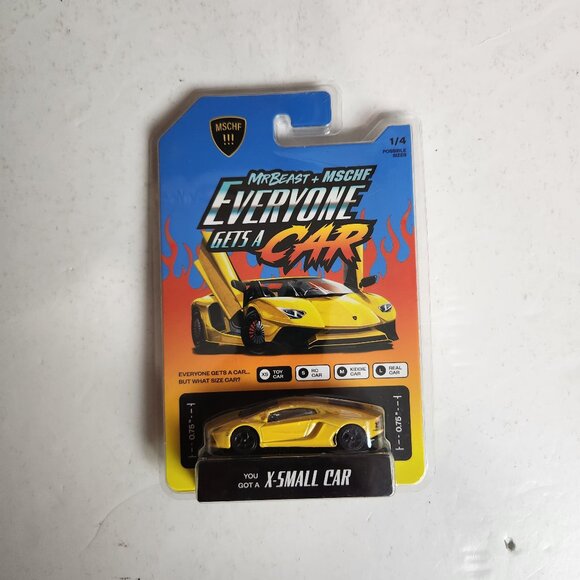 MSCHF
!!!
1/4
POSSIBLE
SIZES
MRBEAST + MSCHF
EVERYONE
GETS A CAR
EVERYONE GETS A CAR...
BUT WHAT SIZE CAR?
XS TOY CAR
S RC CAR
M KIDDIE CAR
L REAL CAR
0.75"
0.75"
YOU GOT A X-SMALL CAR